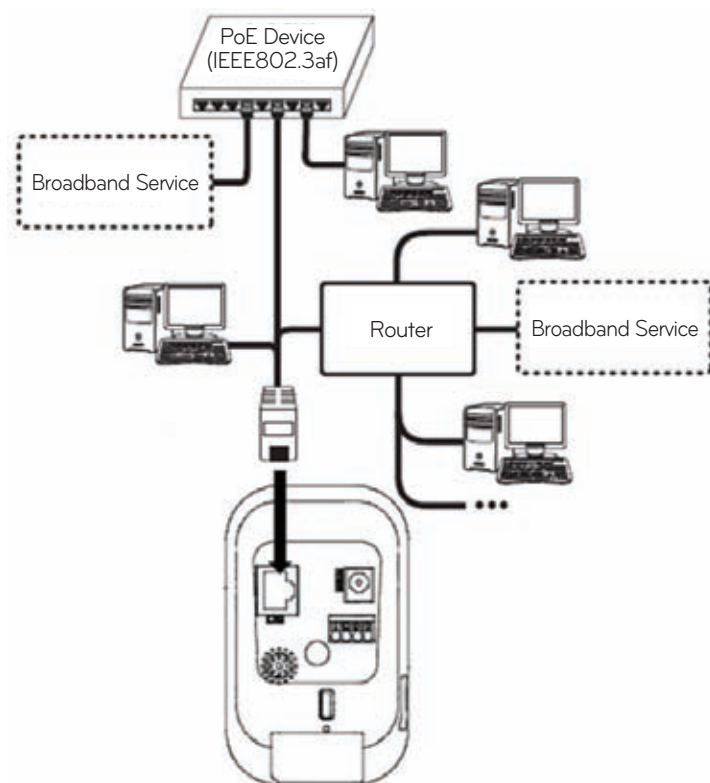 PoE Device
(IEEE802.3af)
Broadband Service
Router
Broadband Service